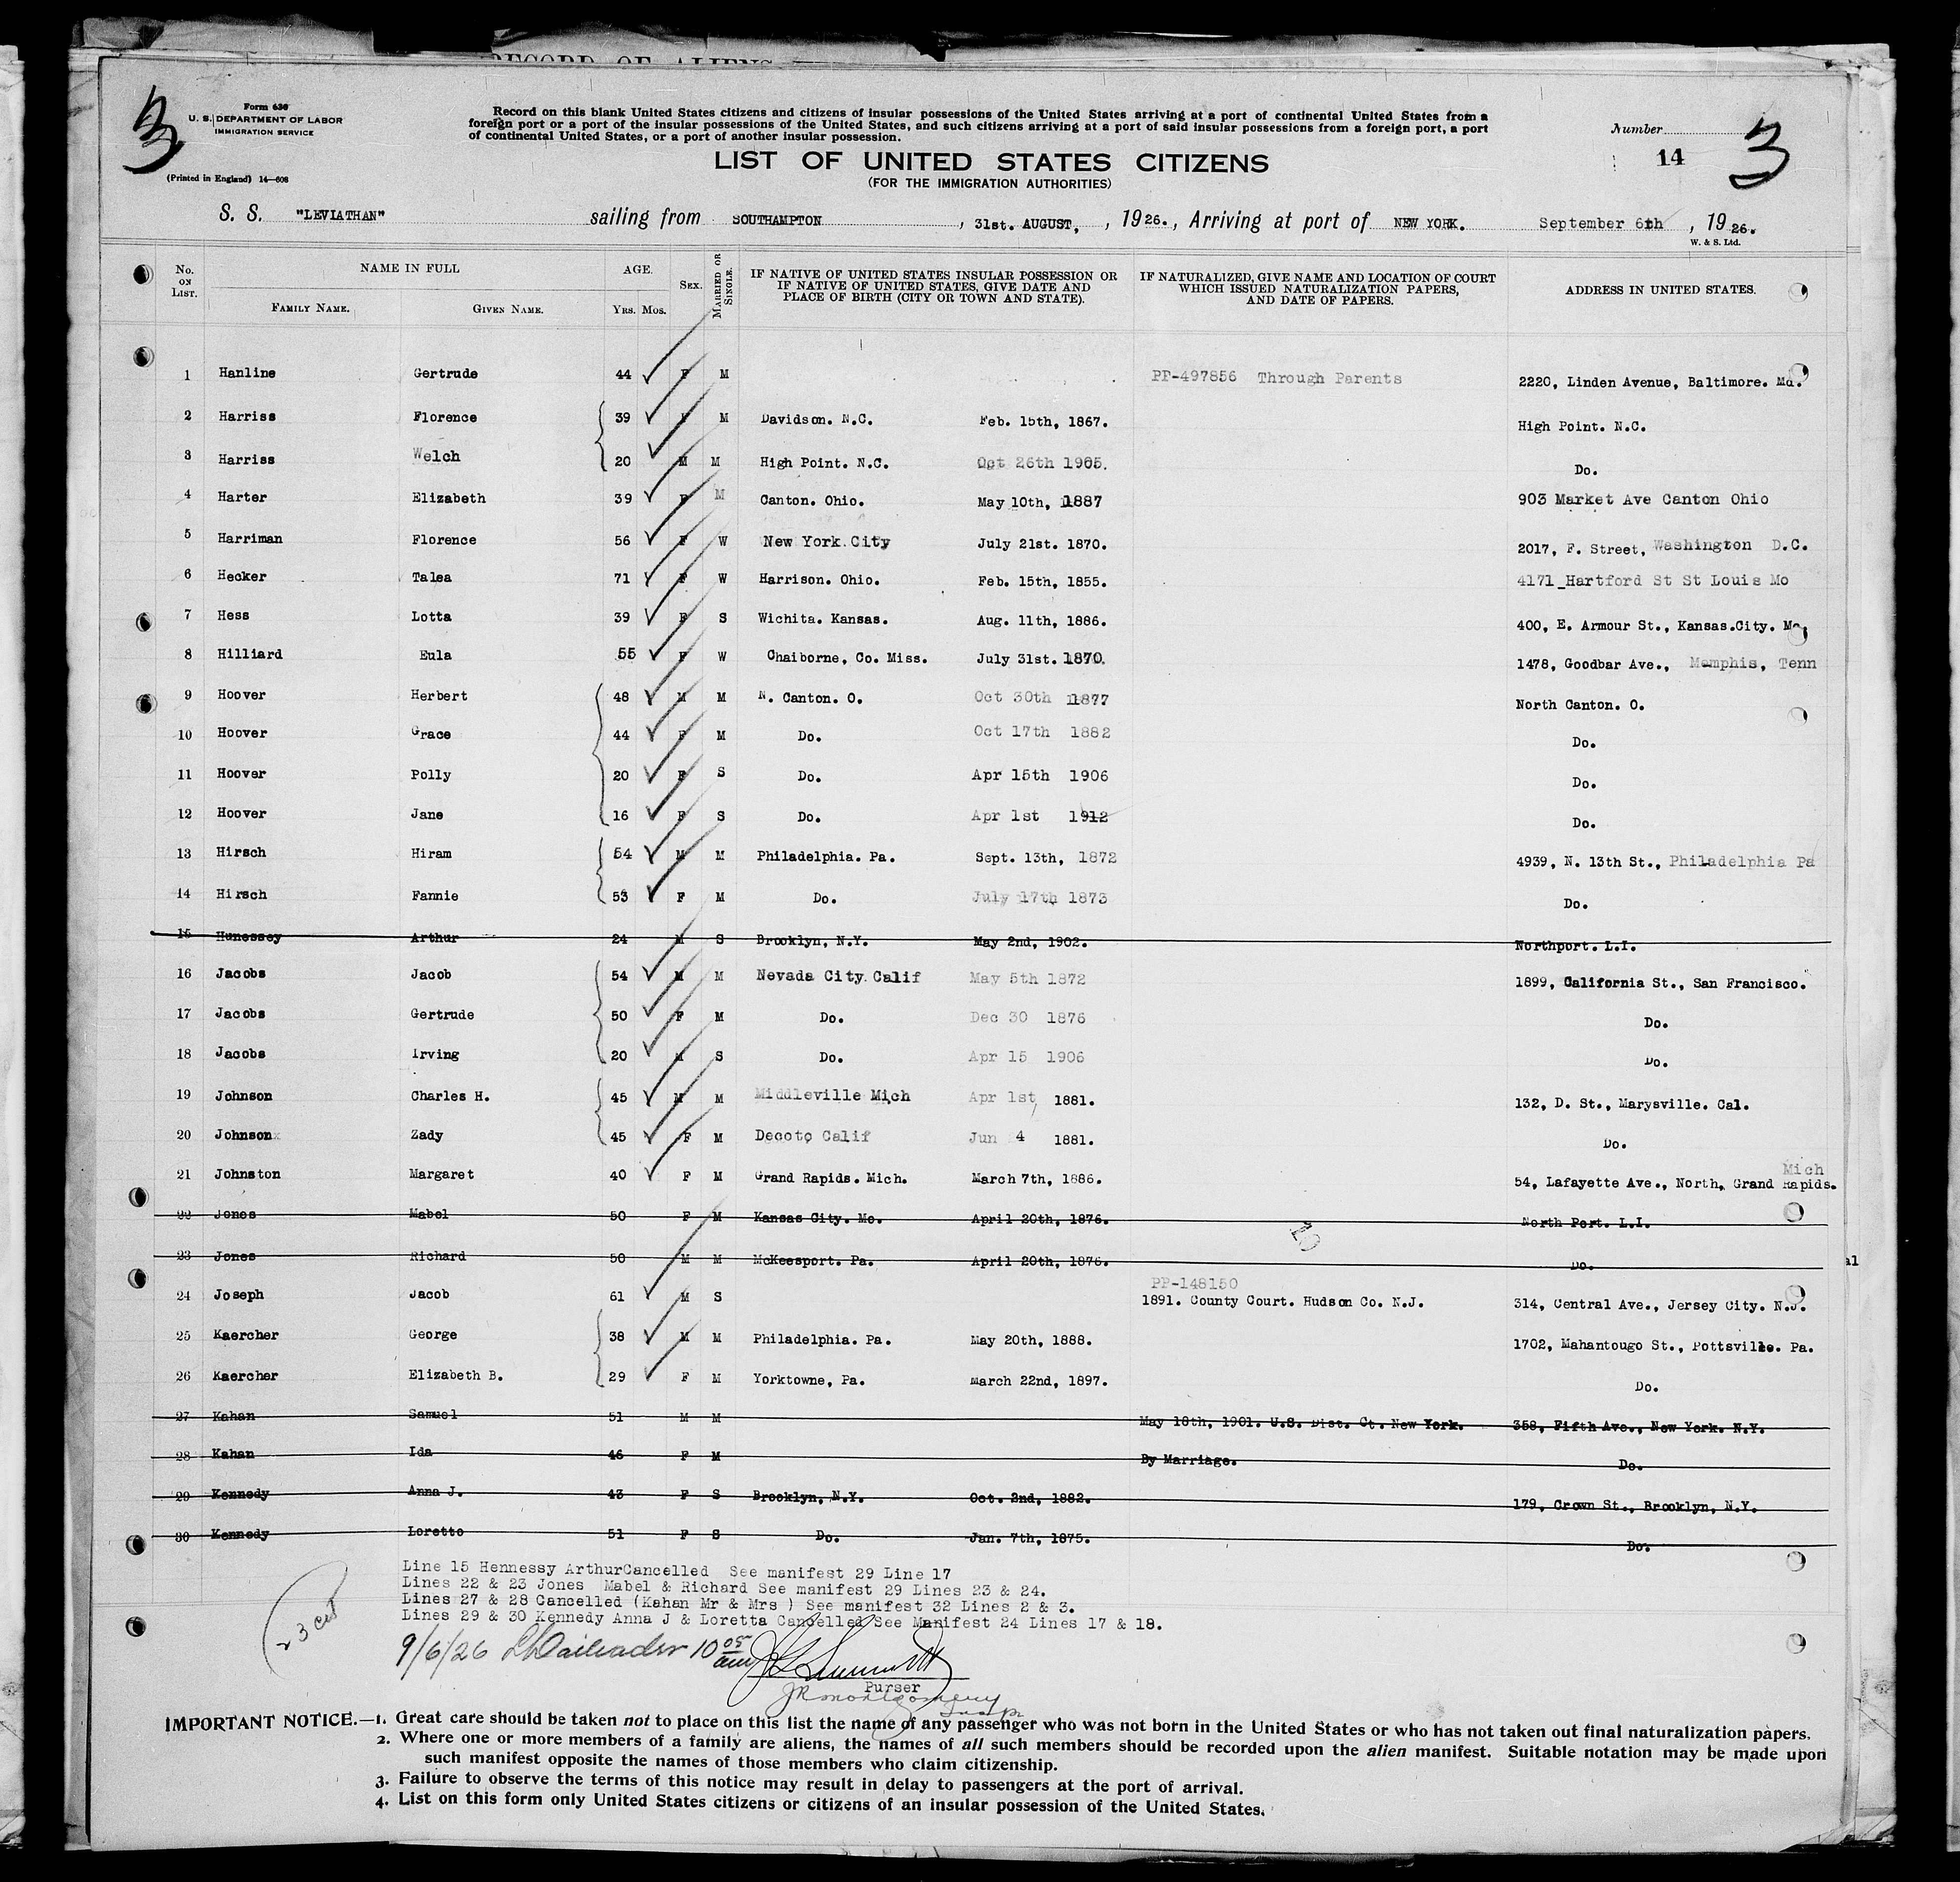 RECORD OF ALIENS
3
Form 630
U. S. DEPARTMENT OF LABOR
IMMIGRATION SERVICE
(Printed in England) 14—608
Record on this blank United States citizens and citizens of insular possessions of the United States arriving at a port of continental United States from a
foreign port or a port of the insular possessions of the United States, and such citizens arriving at a port of said insular possessions from a foreign port, a port
of continental United States, or a port of another insular possession.
LIST OF UNITED STATES CITIZENS
(FOR THE IMMIGRATION AUTHORITIES)
Number
14
3
S. S. "LEVIATHAN" sailing from SOUTHAMPTON, 31st. AUGUST, , 1926., Arriving at port of NEW YORK. September 6th , 1926.
W. & S. Ltd.
No. ON LIST. NAME IN FULL AGE. SEX. MARRIED OR SINGLE. IF NATIVE OF UNITED STATES INSULAR POSSESSION OR IF NATIVE OF UNITED STATES, GIVE DATE AND PLACE OF BIRTH (CITY OR TOWN AND STATE). IF NATURALIZED, GIVE NAME AND LOCATION OF COURT WHICH ISSUED NATURALIZATION PAPERS, AND DATE OF PAPERS. ADDRESS IN UNITED STATES.
FAMILY NAME. GIVEN NAME. YRS. MOS.
1 Hanline Gertrude 44 F M PP-497856 Through Parents 2220, Linden Avenue, Baltimore. Md.
2 Harriss Florence 39 F M Davidson. N.C. Feb. 15th, 1867. High Point. N.C.
3 Harriss Welch 20 M M High Point. N.C. Oct 26th 1905. Do.
4 Harter Elizabeth 39 F M Canton. Ohio. May 10th, 1887 903 Market Ave Canton Ohio
5 Harriman Florence 56 F W New York City July 21st. 1870. 2017, F. Street, Washington D.C.
6 Hecker Talea 71 F W Harrison. Ohio. Feb. 15th, 1855. 4171 Hartford St St Louis Mo
7 Hess Lotta 39 F S Wichita. Kansas. Aug. 11th, 1886. 400, E. Armour St., Kansas.City. Mo.
8 Hilliard Eula 55 F W Chaiborne, Co. Miss. July 31st. 1870. 1478, Goodbar Ave., Memphis, Tenn
9 Hoover Herbert 48 M M N. Canton. O. Oct 30th 1877 North Canton. O.
10 Hoover Grace 44 F M Do. Oct 17th 1882 Do.
11 Hoover Polly 20 F S Do. Apr 15th 1906 Do.
12 Hoover Jane 16 F S Do. Apr 1st 1912 Do.
13 Hirsch Hiram 54 M M Philadelphia. Pa. Sept. 13th, 1872 4939, N. 13th St., Philadelphia Pa
14 Hirsch Fannie 53 F M Do. July 17th 1873 Do.
15 Hunessey Arthur 24 M S Brooklyn, N.Y. May 2nd, 1902. Northport. L.I.
16 Jacobs Jacob 54 M M Nevada City Calif May 5th 1872 1899, California St., San Francisco.
17 Jacobs Gertrude 50 F M Do. Dec 30 1876 Do.
18 Jacobs Irving 20 M S Do. Apr 15 1906 Do.
19 Johnson Charles H. 45 M M Middleville Mich Apr 1st, 1881. 132, D. St., Marysville. Cal.
20 Johnson Zady 45 F M Decoto Calif Jun 4 1881. Do.
21 Johnston Margaret 40 F M Grand Rapids. Mich. March 7th, 1886. 54, Lafayette Ave., North, Grand Rapids. Mich
22 Jones Mabel 50 F M Kansas City. Mo. April 20th, 1876. North Port. L.I.
23 Jones Richard 50 M M McKeesport. Pa. April 20th, 1876. Do.
24 Joseph Jacob 61 M S PP-148150 1891. County Court. Hudson Co. N.J. 314, Central Ave., Jersey City. N.J.
25 Kaercher George 38 M M Philadelphia. Pa. May 20th, 1888. 1702, Mahantougo St., Pottsville. Pa.
26 Kaercher Elizabeth B. 29 F M Yorktowne, Pa. March 22nd, 1897. Do.
27 Kahan Samuel 51 M M May 18th, 1901. U.S. Dist. Ct. New York. 358, Fifth Ave., New York. N.Y.
28 Kahan Ida 46 F M By Marriage. Do.
29 Kennedy Anna J. 43 F S Brooklyn, N.Y. Oct. 2nd, 1882. 179, Crown St., Brooklyn, N.Y.
30 Kennedy Loretto 51 F S Do. Jan. 7th, 1875. Do.
Line 15 Hennessy ArthurCancelled See manifest 29 Line 17
Lines 22 & 23 Jones Mabel & Richard See manifest 29 Lines 23 & 24.
Lines 27 & 28 Cancelled (Kahan Mr & Mrs ) See manifest 32 Lines 2 & 3.
Lines 29 & 30 Kennedy Anna J & Loretta Cancelled See Manifest 24 Lines 17 & 18.
23 cit
9/6/26 10 05 am
Purser
JR Montgomery
Insp
IMPORTANT NOTICE.—1. Great care should be taken not to place on this list the name of any passenger who was not born in the United States or who has not taken out final naturalization papers.
2. Where one or more members of a family are aliens, the names of all such members should be recorded upon the alien manifest. Suitable notation may be made upon
such manifest opposite the names of those members who claim citizenship.
3. Failure to observe the terms of this notice may result in delay to passengers at the port of arrival.
4. List on this form only United States citizens or citizens of an insular possession of the United States.